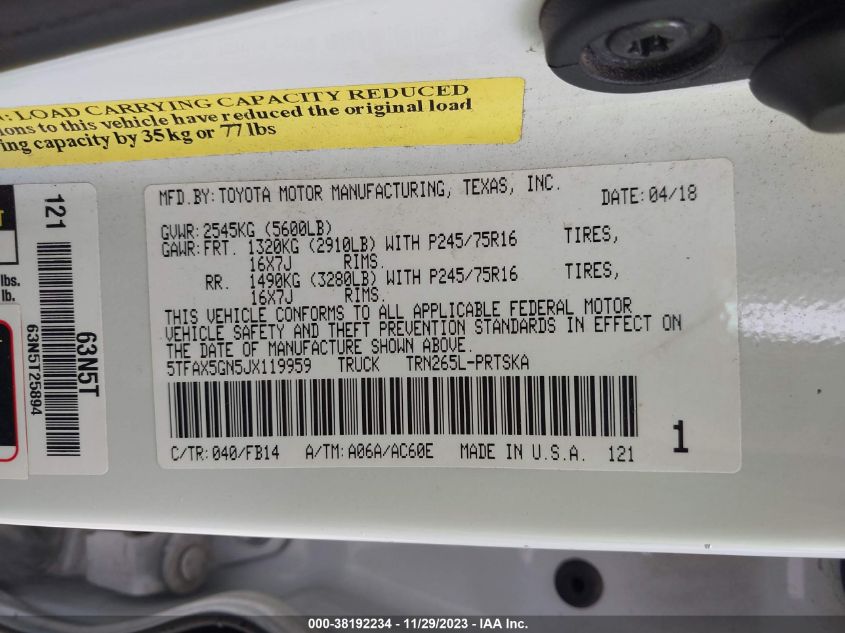 : LOAD CARRYING CAPACITY REDUCED
ions to this vehicle have reduced the original load
ing capacity by 35 kg or 77 lbs
MFD.BY: TOYOTA MOTOR MANUFACTURING, TEXAS, INC. DATE: 04/18
GVWR: 2545KG (5600LB)
GAWR: FRT. 1320KG (2910LB) WITH P245/75R16 TIRES,
16X7J RIMS.
RR. 1490KG (3280LB) WITH P245/75R16 TIRES,
16X7J RIMS.
THIS VEHICLE CONFORMS TO ALL APPLICABLE FEDERAL MOTOR
VEHICLE SAFETY AND THEFT PREVENTION STANDARDS IN EFFECT ON
THE DATE OF MANUFACTURE SHOWN ABOVE.
5TFAX5GN5JX119959 TRUCK TRN265L-PRTSKA
1
C/TR: 040/FB14 A/TM: A06A/AC60E MADE IN U.S.A. 121
121
63N5T
63N5T25894
T
lbs.
lb.
000-38192234 - 11/29/2023 - IAA Inc.